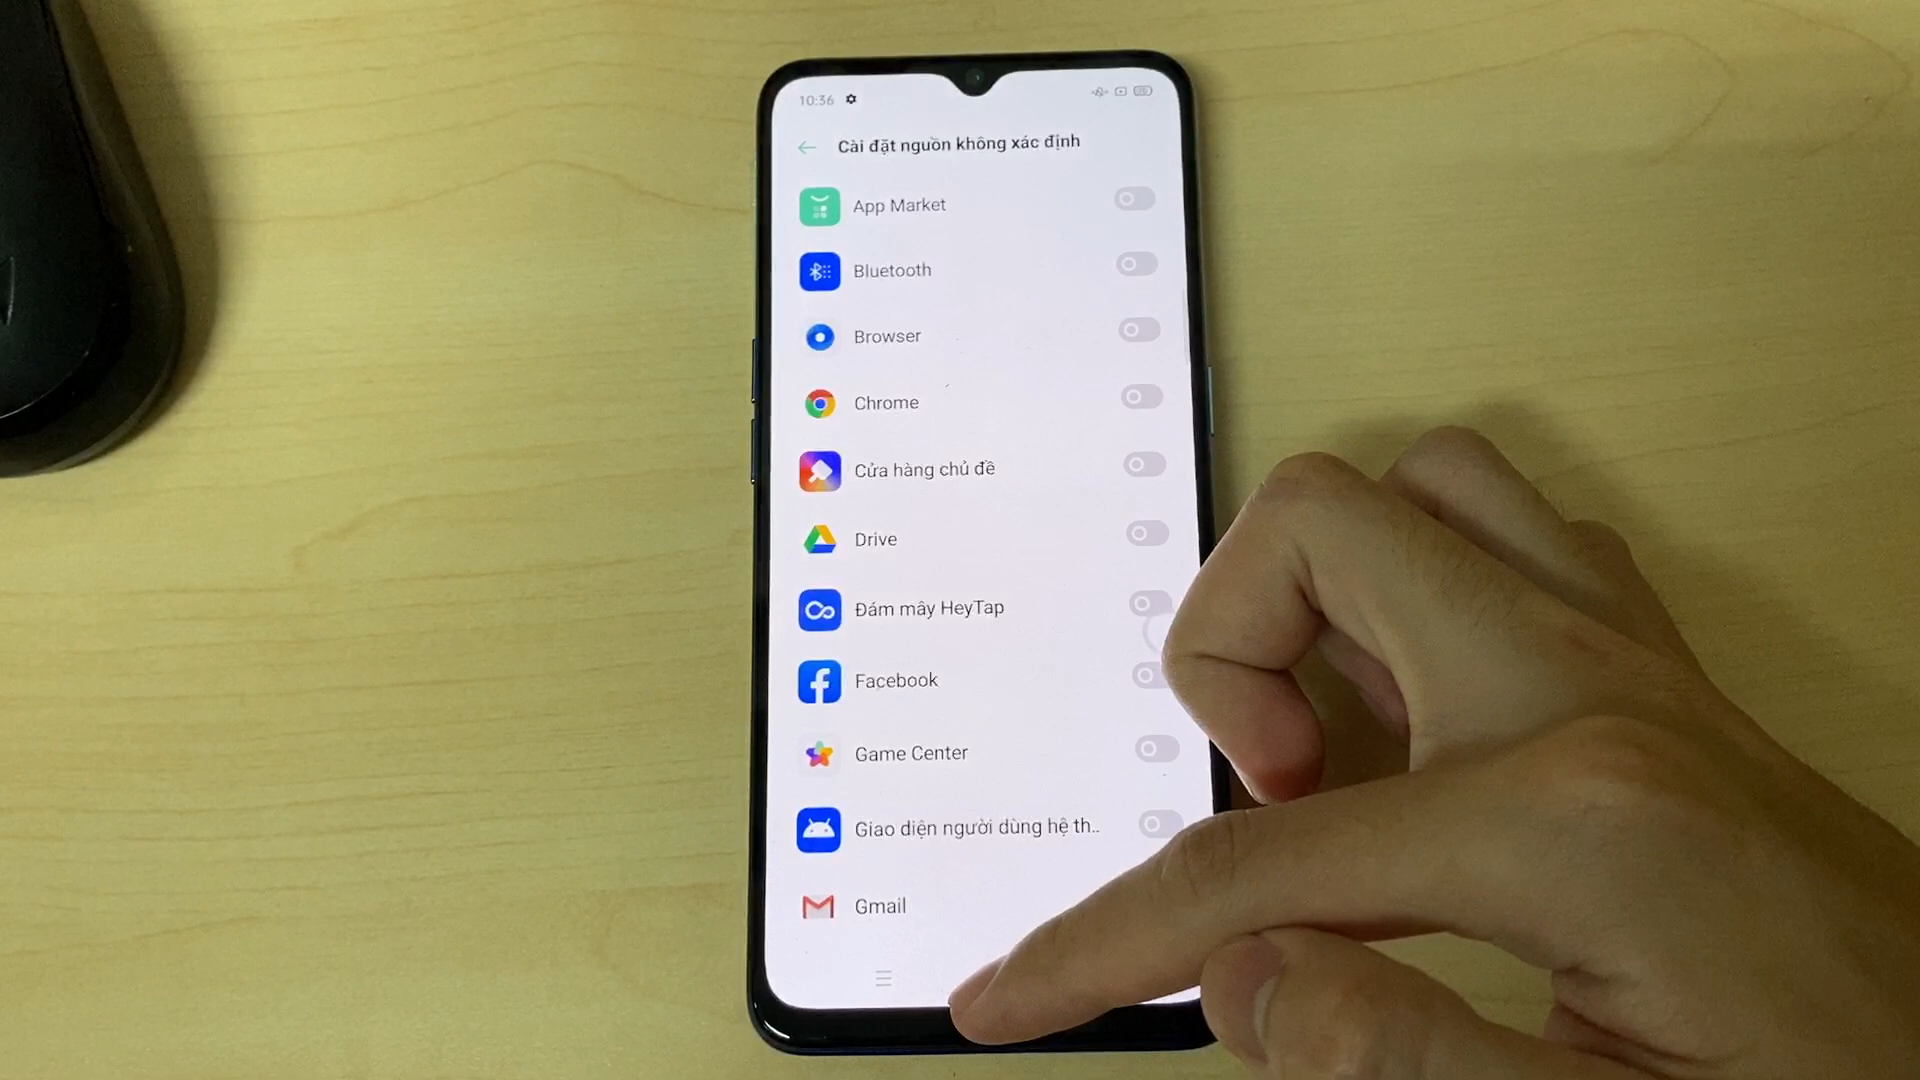 10:36
Cài đặt nguồn không xác định
App Market
Bluetooth
Browser
Chrome
Cửa hàng chủ đề
Drive
Đám mây HeyTap
Facebook
Game Center
Giao diện người dùng hệ th..
Gmail